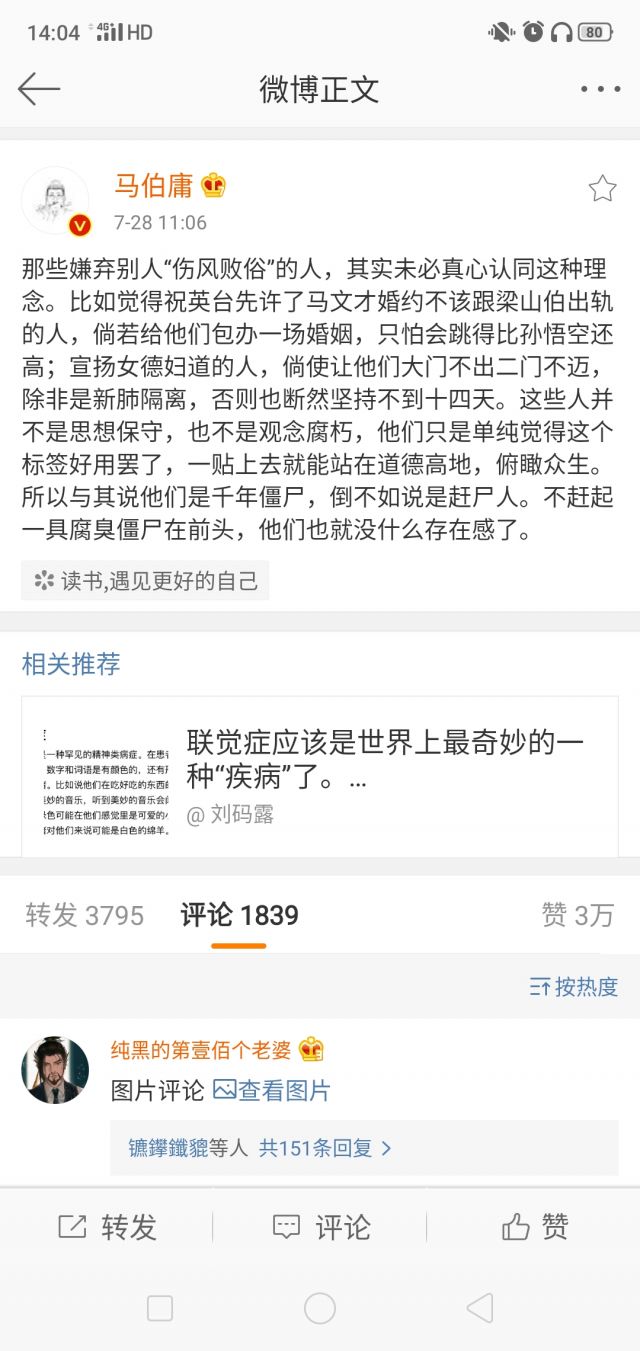 14:04 4G+ HD 80
微博正文
马伯庸
V
7-28 11:06
那些嫌弃别人“伤风败俗”的人，其实未必真心认同这种理
念。比如觉得祝英台先许了马文才婚约不该跟梁山伯出轨
的人，倘若给他们包办一场婚姻，只怕会跳得比孙悟空还
高；宣扬女德妇道的人，倘使让他们大门不出二门不迈，
除非是新肺隔离，否则也断然坚持不到十四天。这些人并
不是思想保守，也不是观念腐朽，他们只是单纯觉得这个
标签好用罢了，一贴上去就能站在道德高地，俯瞰众生。
所以与其说他们是千年僵尸，倒不如说是赶尸人。不赶起
一具腐臭僵尸在前头，他们也就没什么存在感了。
读书,遇见更好的自己
相关推荐
一种罕见的精神类病症。在患者
数字和词语是有颜色的，还有
。比如说他们在吃好吃的东西
妙的音乐，听到美妙的音乐会
色可能在他们感觉里是可爱的小
对他们来说可能是白色的绵羊。
联觉症应该是世界上最奇妙的一
种“疾病”了。...
@ 刘码露
转发 3795 评论 1839 赞 3万
按热度
纯黑的第壹佰个老婆
图片评论 查看图片
镳鑻鐵貔等人 共151条回复 >
转发 评论 赞